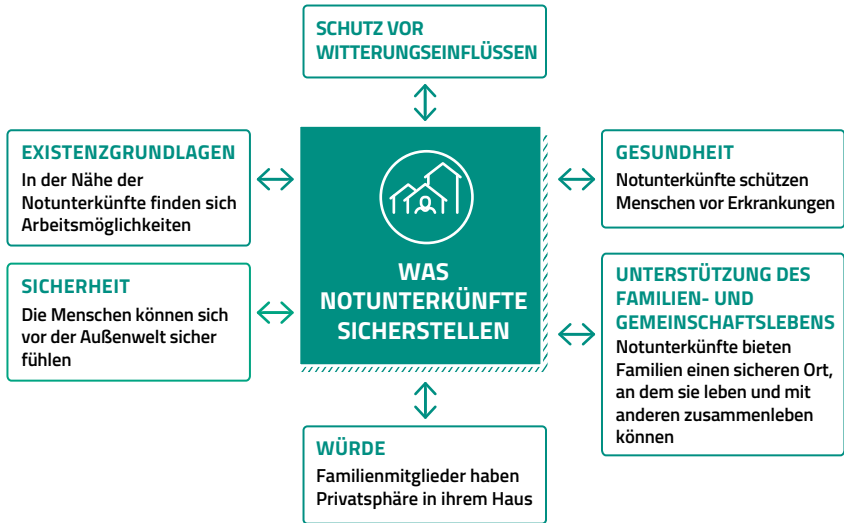 SCHUTZ VOR
WITTERUNGSEINFLÜSSEN
EXISTENZGRUNDLAGEN
In der Nähe der
Notunterkünfte finden sich
Arbeitsmöglichkeiten
SICHERHEIT
Die Menschen können sich
vor der Außenwelt sicher
fühlen
WAS
NOTUNTERKÜNFTE
SICHERSTELLEN
GESUNDHEIT
Notunterkünfte schützen
Menschen vor Erkrankungen
UNTERSTÜTZUNG DES
FAMILIEN- UND
GEMEINSCHAFTSLEBENS
Notunterkünfte bieten
Familien einen sicheren Ort,
an dem sie leben und mit
anderen zusammenleben
können
WÜRDE
Familienmitglieder haben
Privatsphäre in ihrem Haus